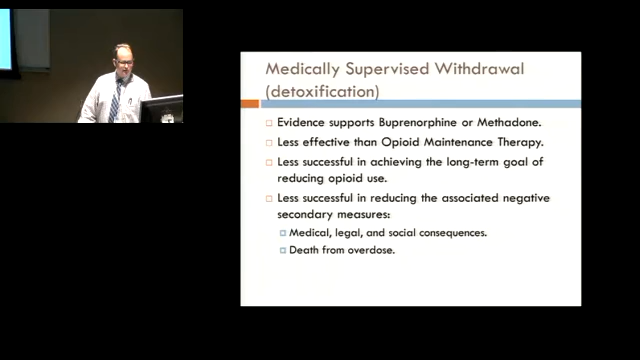 Medically Supervised Withdrawal
(detoxification)
Evidence supports Buprenorphine or Methadone.
Less effective than Opioid Maintenance Therapy.
Less successful in achieving the long-term goal of
reducing opioid use.
Less successful in reducing the associated negative
secondary measures:
Medical, legal, and social consequences.
Death from overdose.